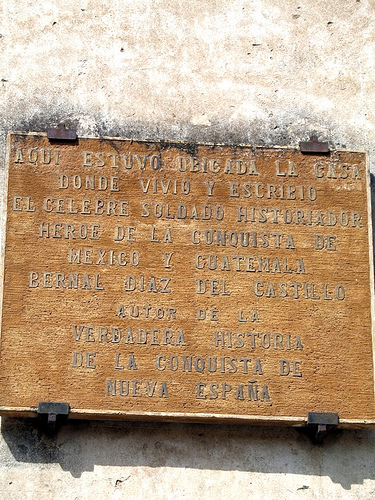 AQUI ESTUVO UBICADA LA CASA
DONDE VIVIO Y ESCRIBIO
EL CELEBRE SOLDADO HISTORIADOR
HEROE DE LA CONQUISTA DE
MEXICO Y GUATEMALA
BERNAL DIAZ DEL CASTILLO
AUTOR DE LA
VERDADERA HISTORIA
DE LA CONQUISTA DE
NUEVA ESPAÑA